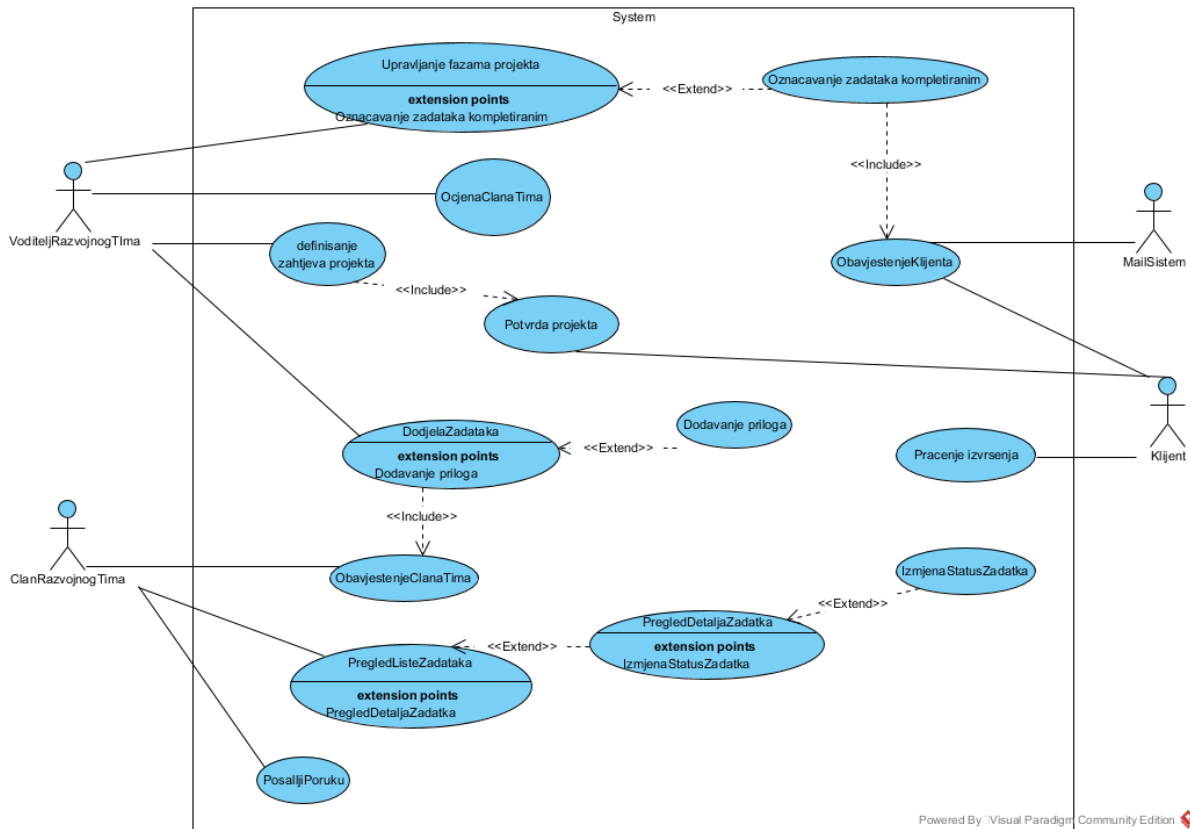 System
Upravljanje fazama projekta
extension points
Oznacavanje zadataka kompletiranim
<<Extend>>
Oznacavanje zadataka kompletiranim
<<Include>>
OcjenaClanaTima
VoditeljRazvojnogTIma
definisanje
zahtjeva projekta
<<Include>>
Potvrda projekta
ObavjestenjeKlijenta
MailSistem
DodjelaZadataka
extension points
Dodavanje priloga
<<Extend>>
Dodavanje priloga
Pracenje izvrsenja
Klijent
<<Include>>
ClanRazvojnogTima
ObavjestenjeClanaTima
IzmjenaStatusZadatka
<<Extend>>
PregledDetaljaZadatka
extension points
IzmjenaStatusZadatka
<<Extend>>
PregledListeZadataka
extension points
PregledDetaljaZadatka
PosalljiPoruku
Powered By Visual Paradigm Community Edition